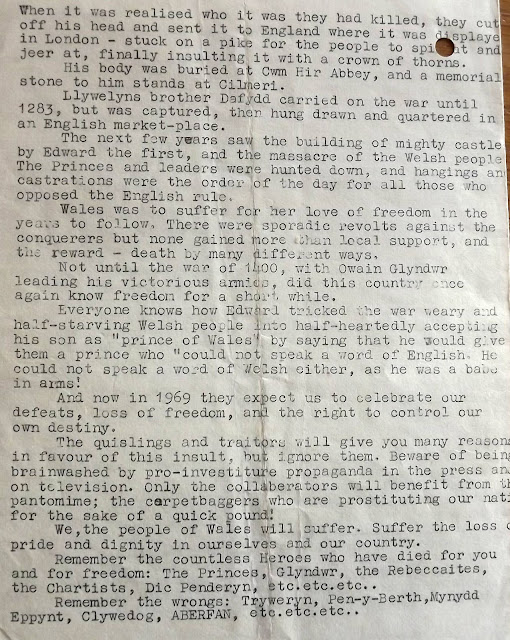 When it was realised who it was they had killed, they cut
off his head and sent it to England where it was displaye
in London - stuck on a pike for the people to spit at and
jeer at, finally insulting it with a crown of thorns.
His body was buried at Cwm Hir Abbey, and a memorial
stone to him stands at Cilmeri.
Llywelyns brother Dafydd carried on the war until
1283, but was captured, then hung drawn and quartered in
an English market-place.
The next few years saw the building of mighty castle
by Edward the first, and the massacre of the Welsh people
The Princes and leaders were hunted down, and hangings an
castrations were the order of the day for all those who
opposed the English rule.
Wales was to suffer for her love of freedom in the
years to follow. There were sporadic revolts against the
conquerers but none gained more than local support, and
the reward - death by many different ways.
Not until the war of 1400, with Owain Glyndwr
leading his victorious armies, did this country once
again know freedom for a short while.
Everyone knows how Edward tricked the war weary and
half-starving Welsh people into half-heartedly accepting
his son as "prince of Wales" by saying that he would give
them a prince who "could not speak a word of English. He
could not speak a word of Welsh either, as he was a babe
in arms!
And now in 1969 they expect us to celebrate our
defeats, loss of freedom, and the right to control our
own destiny.
The quislings and traitors will give you many reason
in favour of this insult, but ignore them. Beware of bein
brainwashed by pro-investiture propaganda in the press an
on television. Only the collaberators will benefit from th
pantomime; the carpetbaggers who are prostituting our nati
for the sake of a quick pound!
We,the people of Wales will suffer. Suffer the loss o
pride and dignity in ourselves and our country.
Remember the countless Heroes who have died for you
and for freedom: The Princes, Glyndwr, the Rebeccaites,
the Chartists, Dic Penderyn, etc.etc.etc..
Remember the wrongs: Tryweryn, Pen-y-Berth,Mynydd
Eppynt, Clywedog, ABERFAN, etc.etc.etc..